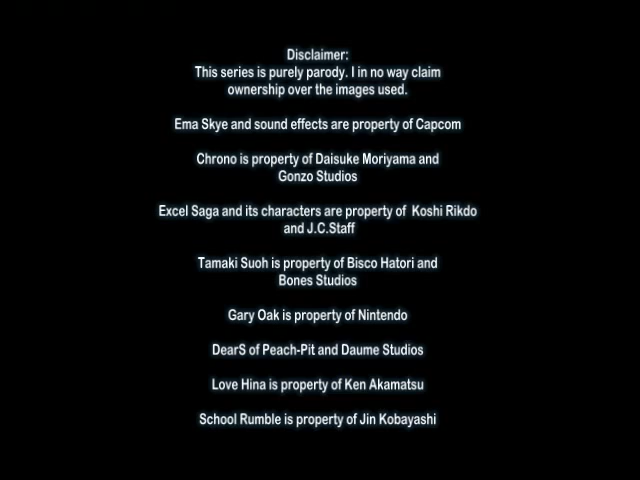 Disclaimer:
This series is purely parody. I in no way claim
ownership over the images used.
Ema Skye and sound effects are property of Capcom
Chrono is property of Daisuke Moriyama and
Gonzo Studios
Excel Saga and its characters are property of Koshi Rikdo
and J.C.Staff
Tamaki Suoh is property of Bisco Hatori and
Bones Studios
Gary Oak is property of Nintendo
DearS of Peach-Pit and Daume Studios
Love Hina is property of Ken Akamatsu
School Rumble is property of Jin Kobayashi